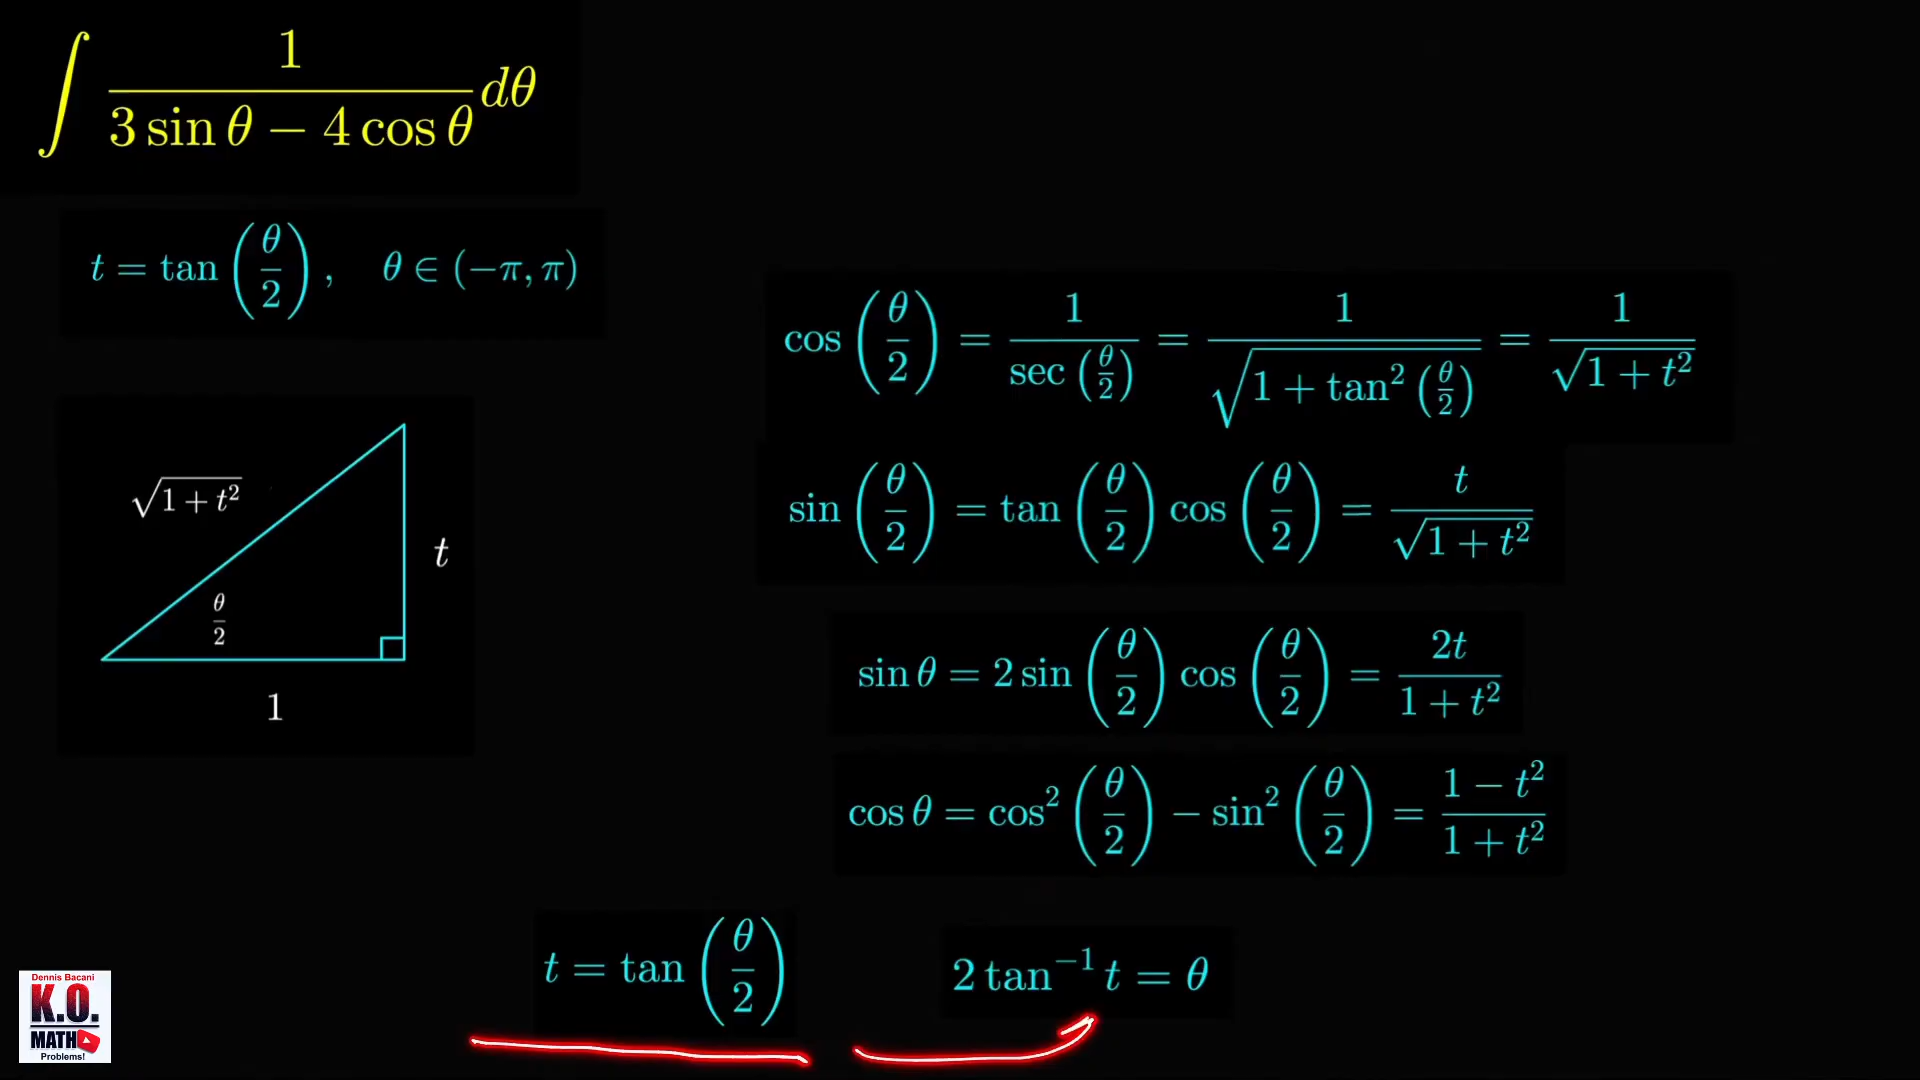 ∫ 1/(3 sin θ − 4 cos θ) dθ
t = tan (θ/2), θ ∈ (−π, π)
cos (θ/2) = 1/sec (θ/2) = 1/√(1 + tan² (θ/2)) = 1/√(1 + t²)
√(1 + t²)
t
θ/2
1
sin (θ/2) = tan (θ/2) cos (θ/2) = t/√(1 + t²)
sin θ = 2 sin (θ/2) cos (θ/2) = 2t/(1 + t²)
cos θ = cos² (θ/2) − sin² (θ/2) = (1 − t²)/(1 + t²)
t = tan (θ/2)
2 tan⁻¹ t = θ
Dennis Bacani
K.O.
MATH
Problems!